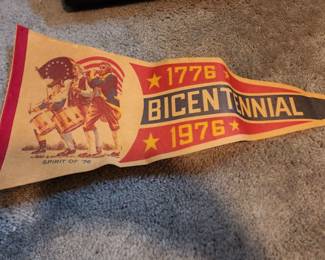 1776
BICENTENNIAL
1976
SPIRIT OF '76